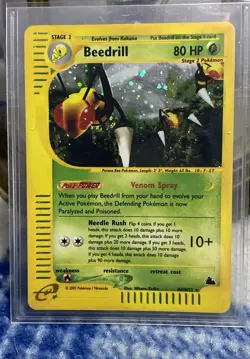 STAGE 2
Evolves from Kakuna
Put Beedrill on the Stage 1 card
Beedrill
80 HP
Stage 2 Pokémon
Poison Bee Pokémon. Length: 3' 3", Weight: 65 lbs.
POKé-POWER
Venom Spray
When you play Beedrill from your hand to evolve your
Active Pokémon, the Defending Pokémon is now
Paralyzed and Poisoned.
Needle Rush
Flip 4 coins. If you get 1
heads, this attack does 10 damage plus 10
more damage. If you get 2 heads, this attack
does 10 damage plus 20 more damage. If you
get 3 heads, this attack does 10 damage plus
50 more damage. If you get 4 heads, this
attack does 10 damage
plus 90 more damage.
10+
weakness
resistance
retreat cost